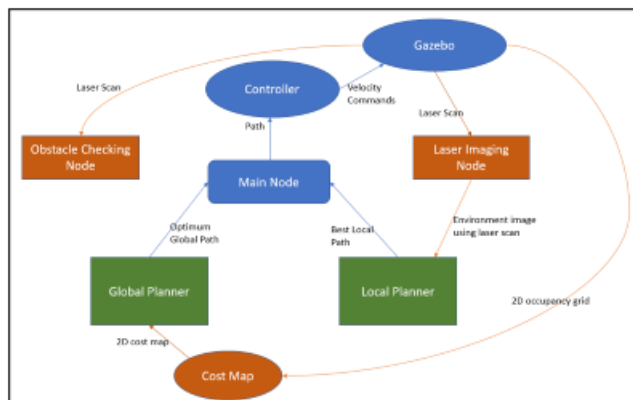 Gazebo
Laser Scan
Controller
Velocity
Commands
Laser Scan
Path
Obstacle Checking
Node
Laser Imaging
Node
Main Node
Optimum
Global Path
Best Local
Path
Environment image
using laser scan
Global Planner
Local Planner
2D occupancy grid
2D cost map
Cost Map